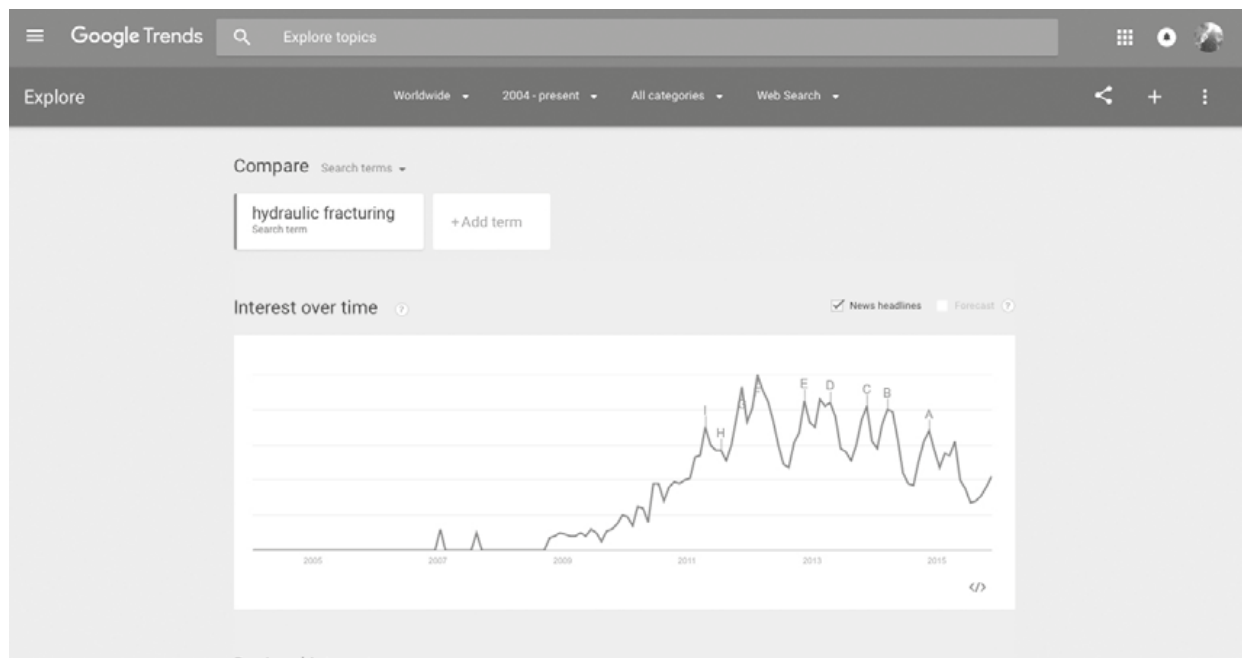 Google Trends Explore topics
Explore Worldwide 2004 - present All categories Web Search
Compare Search terms
hydraulic fracturing
Search term
+Add term
Interest over time ? News headlines Forecast ?
I H G F E D C B A
2005 2007 2009 2011 2013 2015
</>